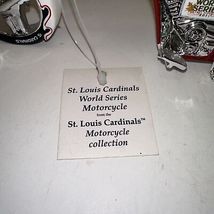 St. Louis Cardinals
World Series
Motorcycle
from the
St. Louis Cardinals™
Motorcycle
collection